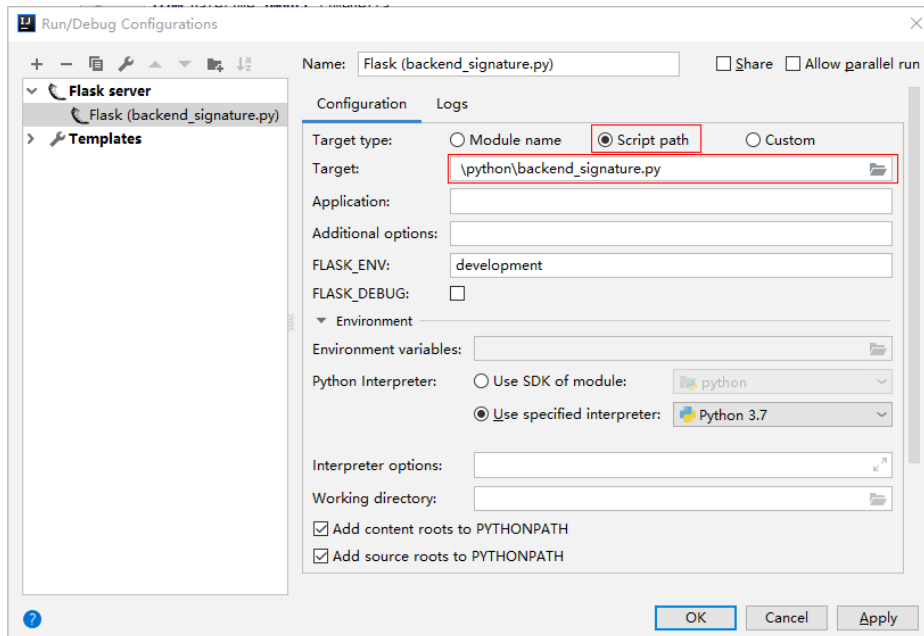 Run/Debug Configurations
Name: Flask (backend_signature.py) Share Allow parallel run
Flask server
Flask (backend_signature.py)
Templates
Configuration Logs
Target type: Module name Script path Custom
Target: \python\backend_signature.py
Application:
Additional options:
FLASK_ENV: development
FLASK_DEBUG:
Environment
Environment variables:
Python Interpreter: Use SDK of module: python
Use specified interpreter: Python 3.7
Interpreter options:
Working directory:
Add content roots to PYTHONPATH
Add source roots to PYTHONPATH
? OK Cancel Apply